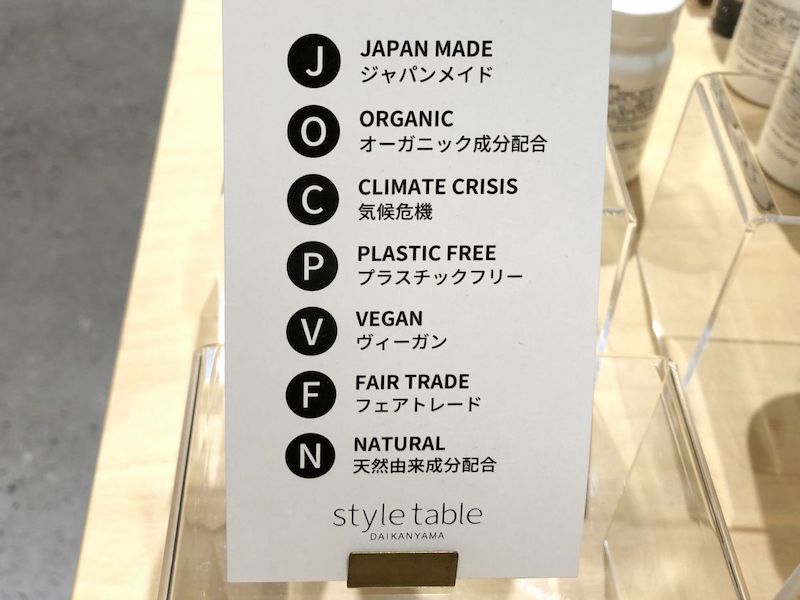 J JAPAN MADE
ジャパンメイド
O ORGANIC
オーガニック成分配合
C CLIMATE CRISIS
気候危機
P PLASTIC FREE
プラスチックフリー
V VEGAN
ヴィーガン
F FAIR TRADE
フェアトレード
N NATURAL
天然由来成分配合
style table
DAIKANYAMA